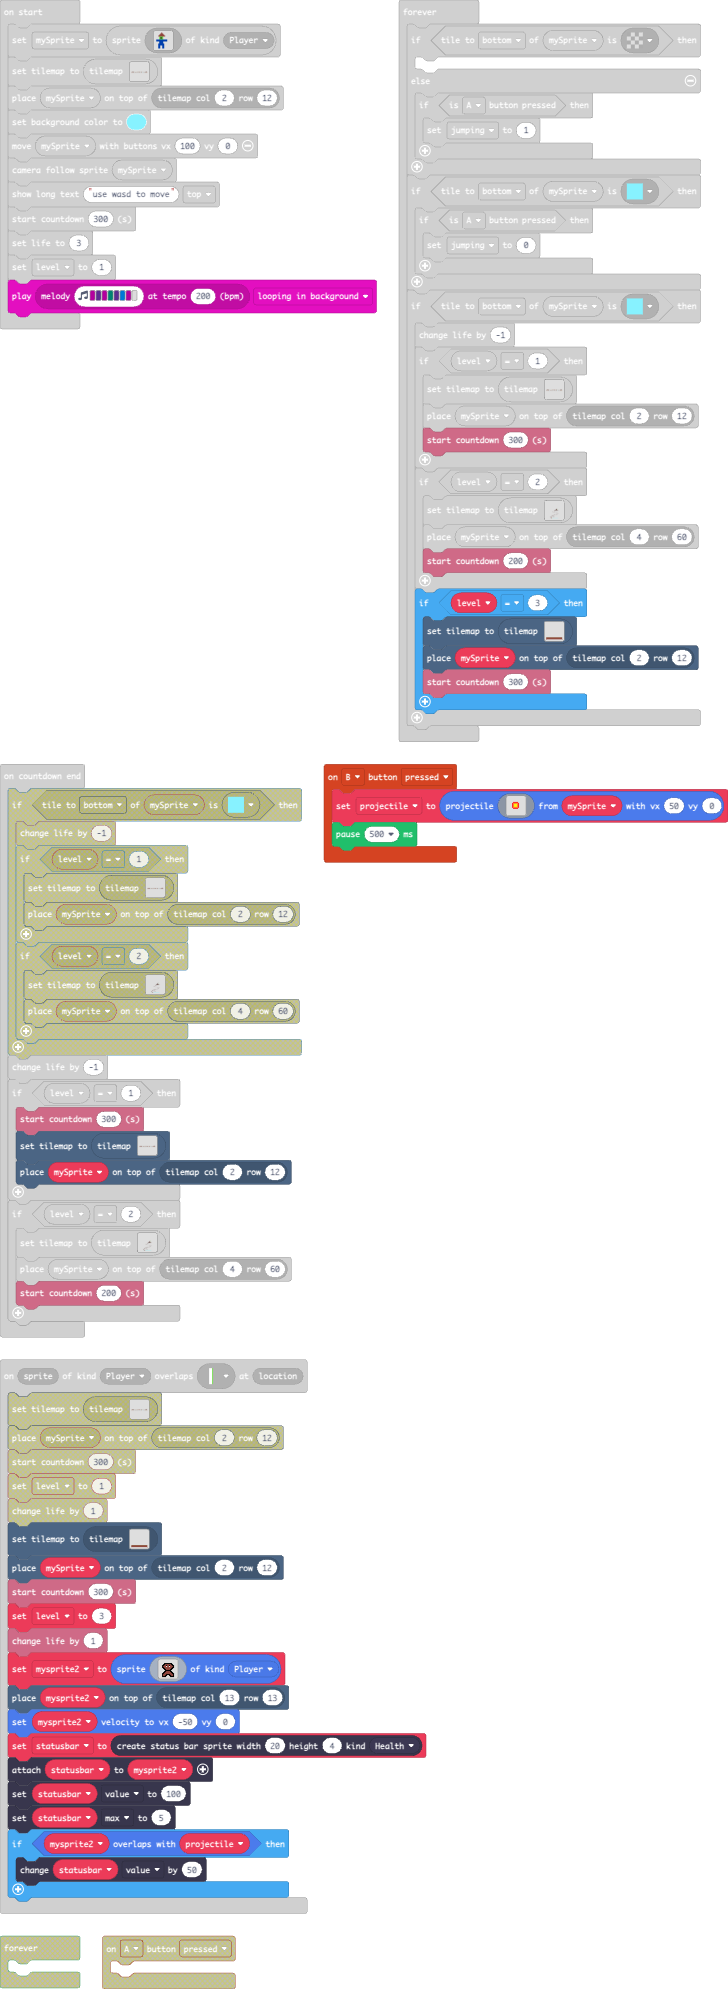 on start
set mySprite to sprite of kind Player
set tilemap to tilemap
place mySprite on top of tilemap col 2 row 12
set background color to
move mySprite with buttons vx 100 vy 0
camera follow sprite mySprite
show long text "use wasd to move" top
start countdown 300 (s)
set life to 3
set level to 1
play melody at tempo 200 (bpm) looping in background
forever
if tile to bottom of mySprite is then
else
if is A button pressed then
set jumping to 1
if tile to bottom of mySprite is then
if is A button pressed then
set jumping to 0
if tile to bottom of mySprite is then
change life by -1
if level = 1 then
set tilemap to tilemap
place mySprite on top of tilemap col 2 row 12
start countdown 300 (s)
if level = 2 then
set tilemap to tilemap
place mySprite on top of tilemap col 4 row 60
start countdown 200 (s)
if level = 3 then
set tilemap to tilemap
place mySprite on top of tilemap col 2 row 12
start countdown 300 (s)
on countdown end
if tile to bottom of mySprite is then
change life by -1
if level = 1 then
set tilemap to tilemap
place mySprite on top of tilemap col 2 row 12
if level = 2 then
set tilemap to tilemap
place mySprite on top of tilemap col 4 row 60
change life by -1
if level = 1 then
start countdown 300 (s)
set tilemap to tilemap
place mySprite on top of tilemap col 2 row 12
if level = 2 then
set tilemap to tilemap
place mySprite on top of tilemap col 4 row 60
start countdown 200 (s)
on B button pressed
set projectile to projectile from mySprite with vx 50 vy 0
pause 500 ms
on sprite of kind Player overlaps at location
set tilemap to tilemap
place mySprite on top of tilemap col 2 row 12
start countdown 300 (s)
set level to 1
change life by 1
set tilemap to tilemap
place mySprite on top of tilemap col 2 row 12
start countdown 300 (s)
set level to 3
change life by 1
set mysprite2 to sprite of kind Player
place mysprite2 on top of tilemap col 13 row 13
set mysprite2 velocity to vx -50 vy 0
set statusbar to create status bar sprite width 20 height 4 kind Health
attach statusbar to mysprite2
set statusbar value to 100
set statusbar max to 5
if mysprite2 overlaps with projectile then
change statusbar value by 50
forever
on A button pressed